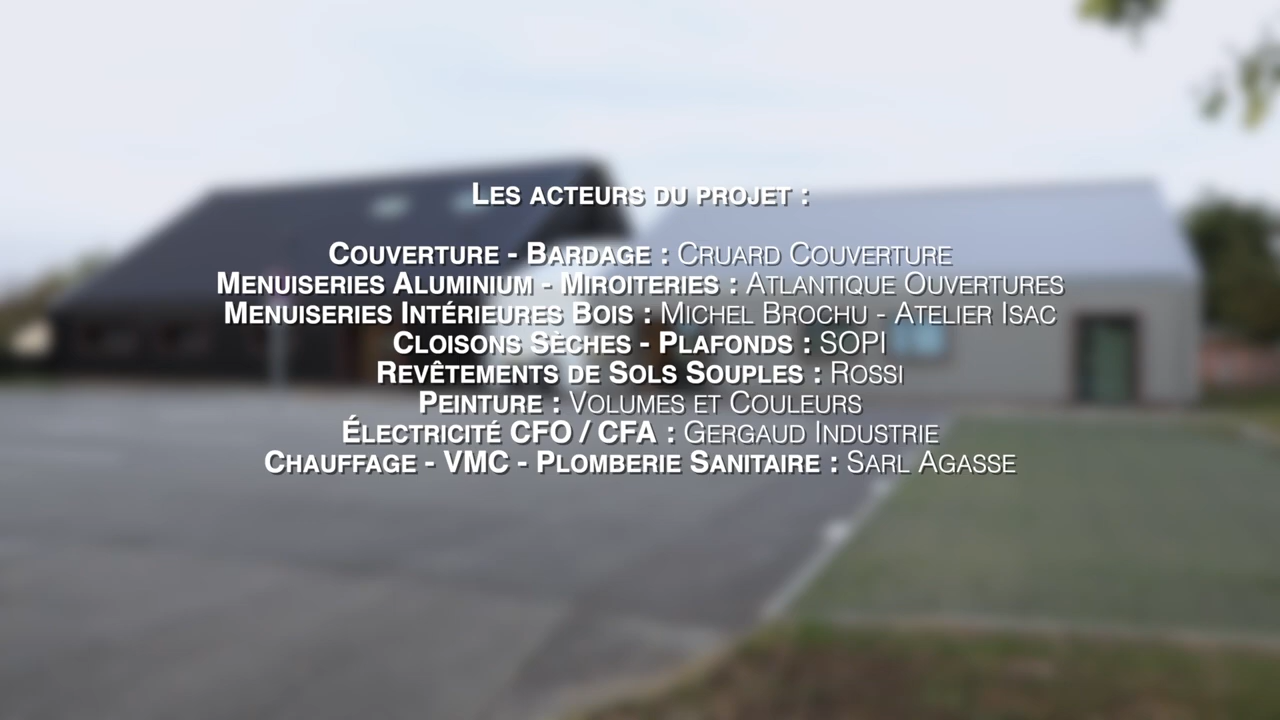 Les acteurs du projet :
Couverture - Bardage : Cruard Couverture
Menuiseries Aluminium - Miroiteries : Atlantique Ouvertures
Menuiseries Intérieures Bois : Michel Brochu - Atelier Isac
Cloisons Sèches - Plafonds : SOPI
Revêtements de Sols Souples : Rossi
Peinture : Volumes et Couleurs
Électricité CFO / CFA : Gergaud Industrie
Chauffage - VMC - Plomberie Sanitaire : Sarl Agasse